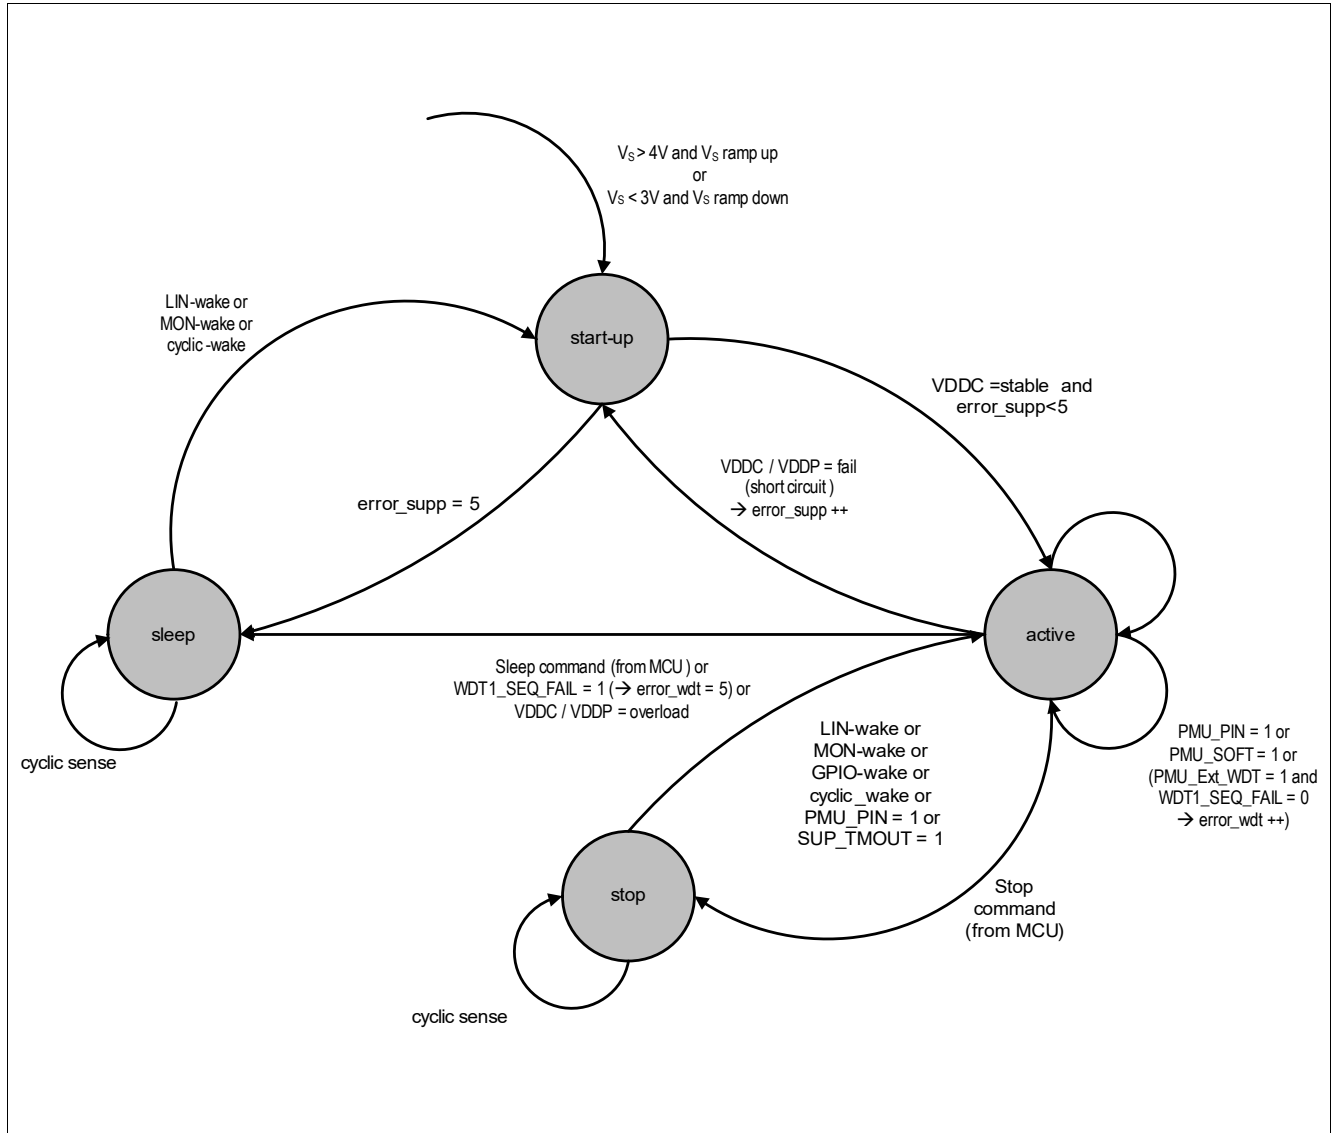 V_S > 4V and V_S ramp up
or
V_S < 3V and V_S ramp down
LIN-wake or
MON-wake or
cyclic -wake
start-up
VDDC =stable and
error_supp<5
VDDC / VDDP = fail
(short circuit )
→ error_supp ++
error_supp = 5
sleep
active
cyclic sense
Sleep command (from MCU ) or
WDT1_SEQ_FAIL = 1 (→ error_wdt = 5) or
VDDC / VDDP = overload
LIN-wake or
MON-wake or
GPIO-wake or
cyclic _wake or
PMU_PIN = 1 or
SUP_TMOUT = 1
PMU_PIN = 1 or
PMU_SOFT = 1 or
(PMU_Ext_WDT = 1 and
WDT1_SEQ_FAIL = 0
→ error_wdt ++)
stop
Stop
command
(from MCU)
cyclic sense